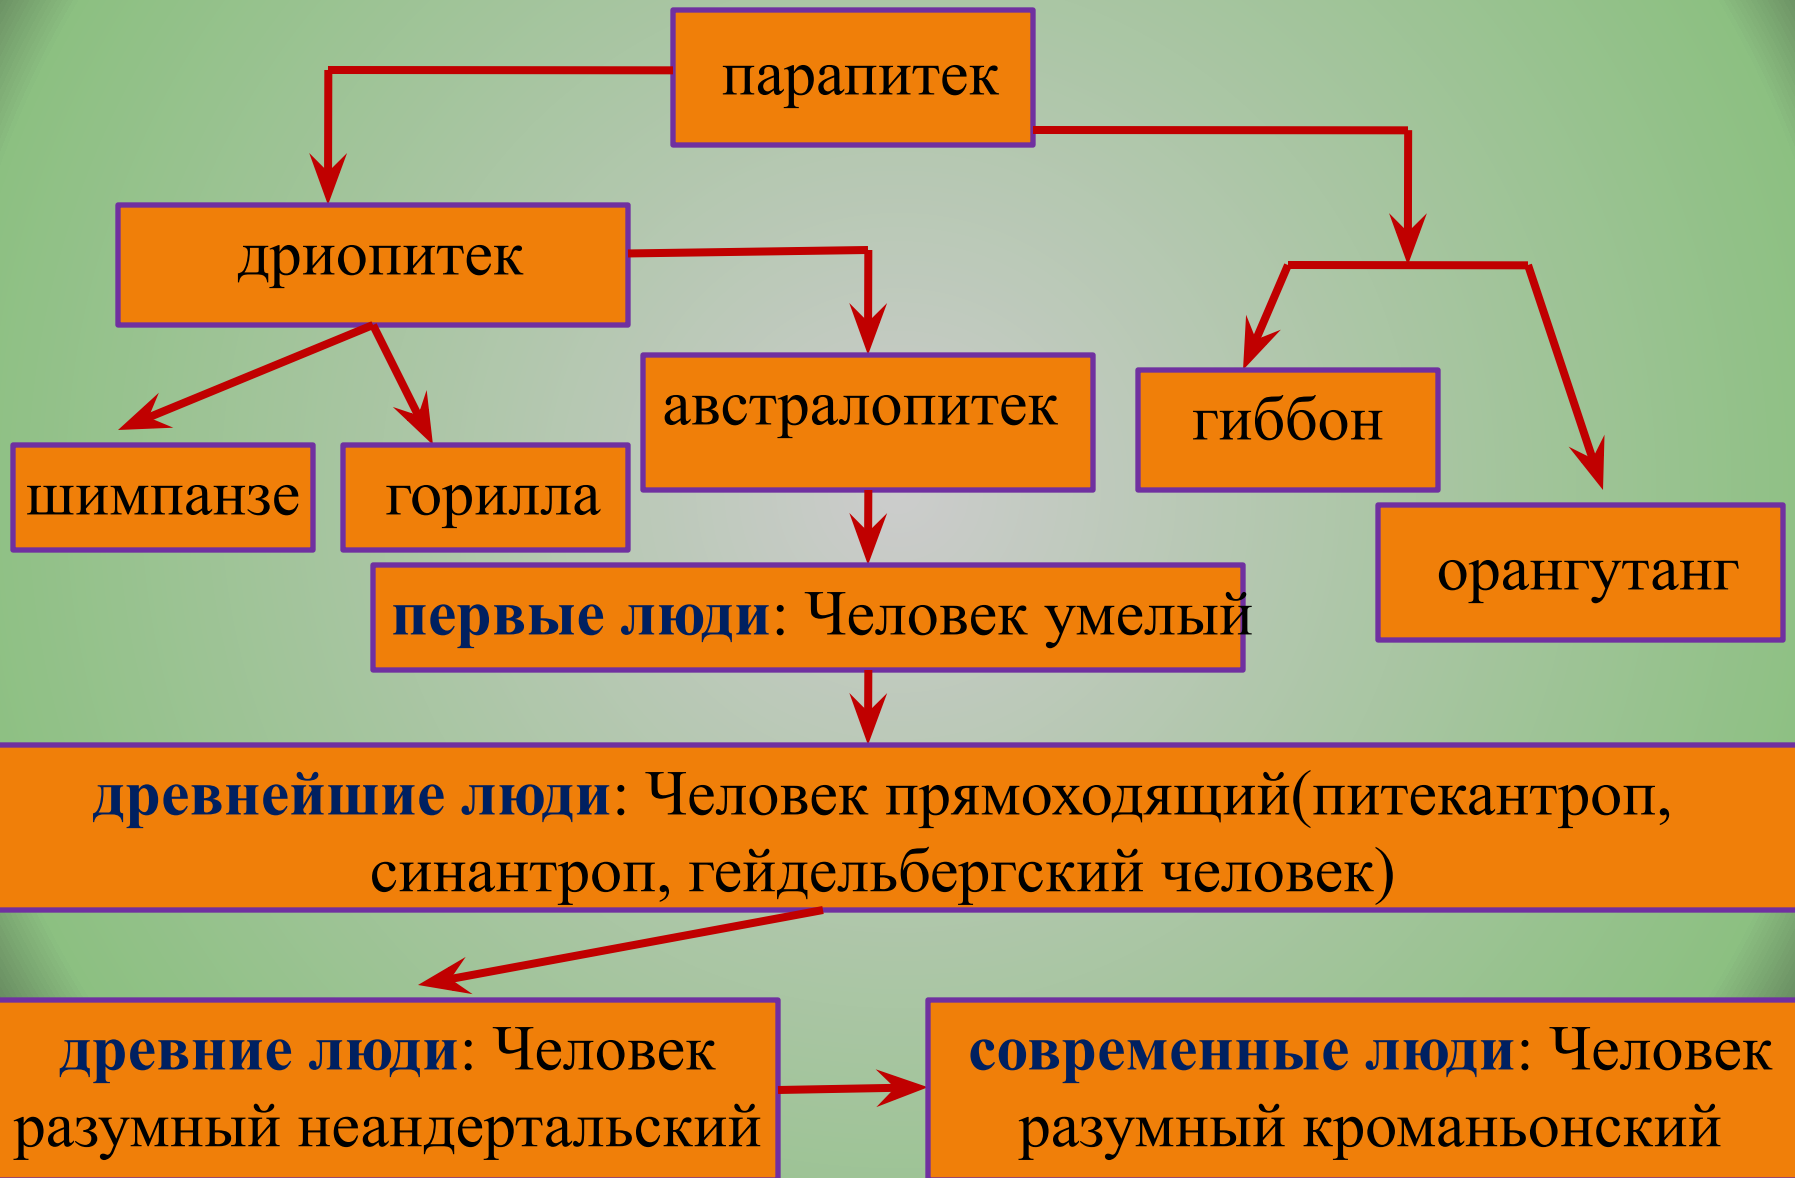 парапитек
дриопитек
австралопитек
гиббон
шимпанзе
горилла
орангутанг
первые люди: Человек умелый
древнейшие люди: Человек прямоходящий(питекантроп,
синантроп, гейдельбергский человек)
древние люди: Человек
разумный неандертальский
современные люди: Человек
разумный кроманьонский